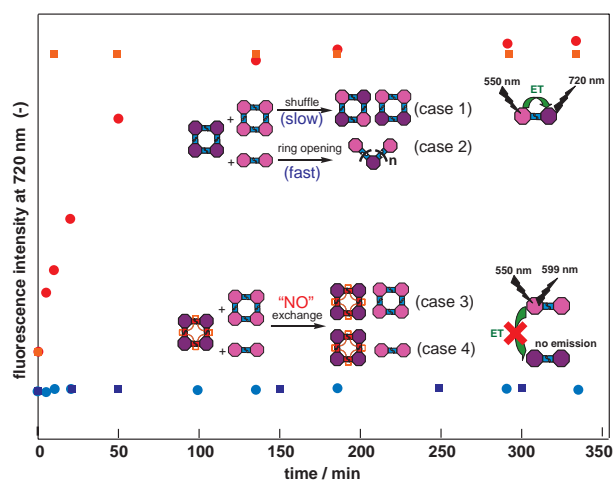 fluorescence intensity at 720 nm (-)
550 nm
720 nm
ET
+
shuffle
(slow)
(case 1)
+
ring opening
(fast)
n
(case 2)
550 nm
599 nm
+
"NO"
exchange
(case 3)
ET
+
(case 4)
no emission
0 50 100 150 200 250 300 350
time / min